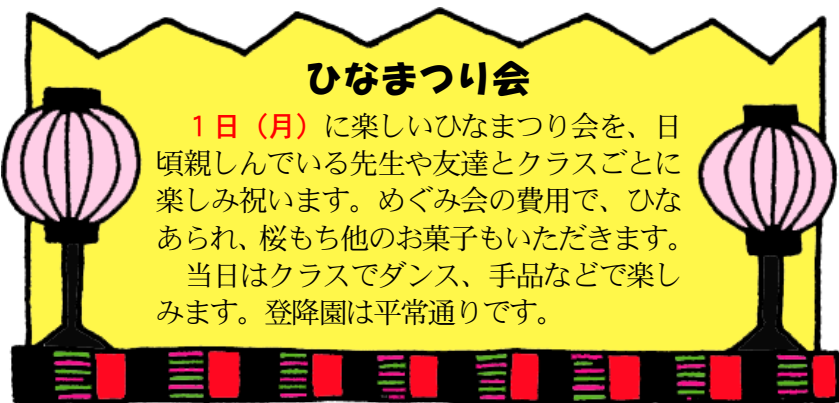 ひなまつり会
　1日（月）に楽しいひなまつり会を、日
頃親しんでいる先生や友達とクラスごとに
楽しみ祝います。めぐみ会の費用で、ひな
あられ、桜もち他のお菓子もいただきます。
　当日はクラスでダンス、手品などで楽し
みます。登降園は平常通りです。